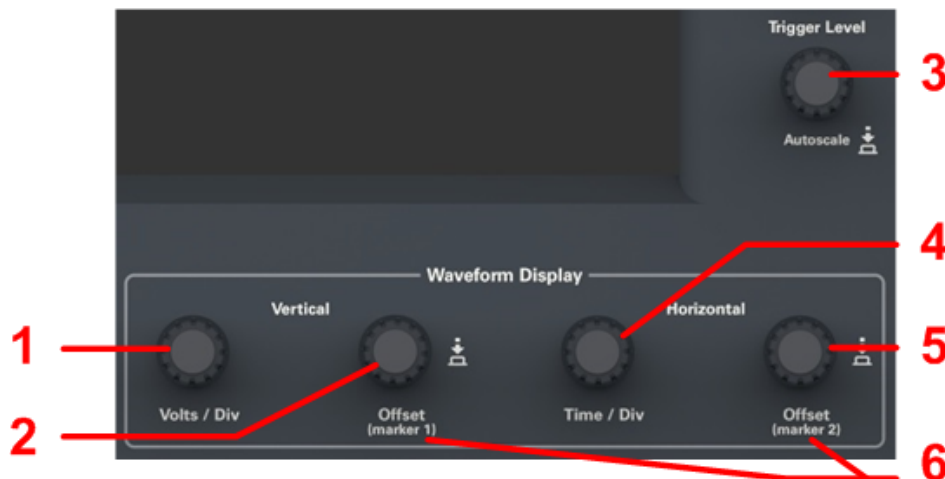 Trigger Level
3
Autoscale
4
Waveform Display
Vertical
Horizontal
1
5
Volts / Div
Offset
(marker 1)
Time / Div
Offset
(marker 2)
2
6